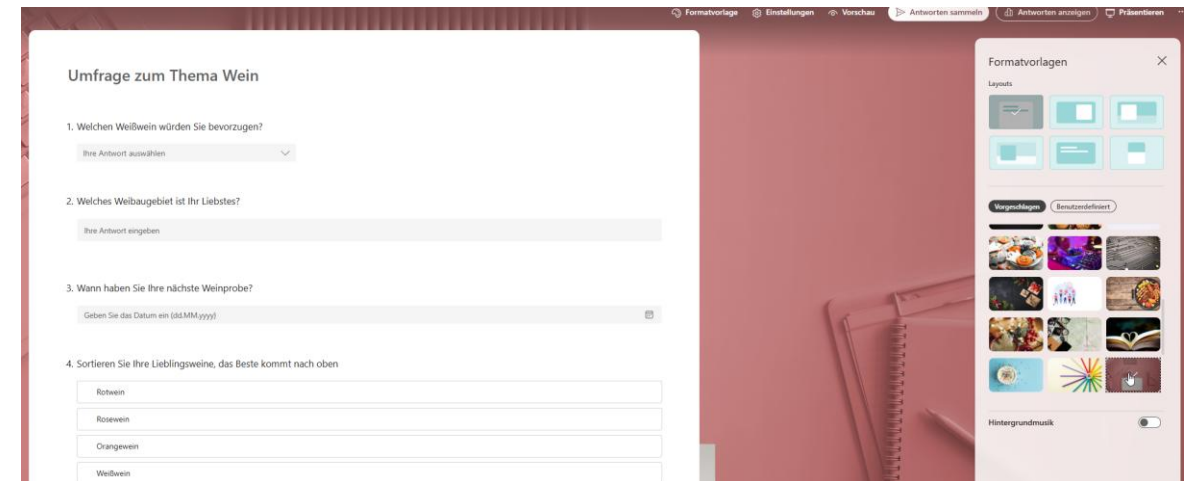 Formatvorlage Einstellungen Vorschau Antworten sammeln Antworten anzeigen Präsentieren ...
Umfrage zum Thema Wein
1. Welchen Weißwein würden Sie bevorzugen?
Ihre Antwort auswählen
2. Welches Weibaugebiet ist Ihr Liebstes?
Ihre Antwort eingeben
3. Wann haben Sie Ihre nächste Weinprobe?
Geben Sie das Datum ein (dd.MM.yyyy)
4. Sortieren Sie Ihre Lieblingsweine, das Beste kommt nach oben
Rotwein
Rosewein
Orangewein
Weißwein
Formatvorlagen
Layouts
Vorgeschlagen Benutzerdefiniert
Hintergrundmusik